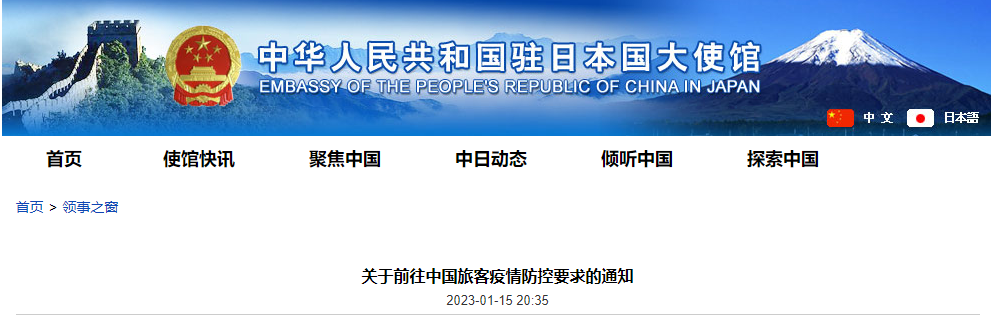 中华人民共和国驻日本国大使馆
EMBASSY OF THE PEOPLE'S REPUBLIC OF CHINA IN JAPAN
中 文 日本語
首页 使馆快讯 聚焦中国 中日动态 倾听中国 探索中国
首页 > 领事之窗
关于前往中国旅客疫情防控要求的通知
2023-01-15 20:35